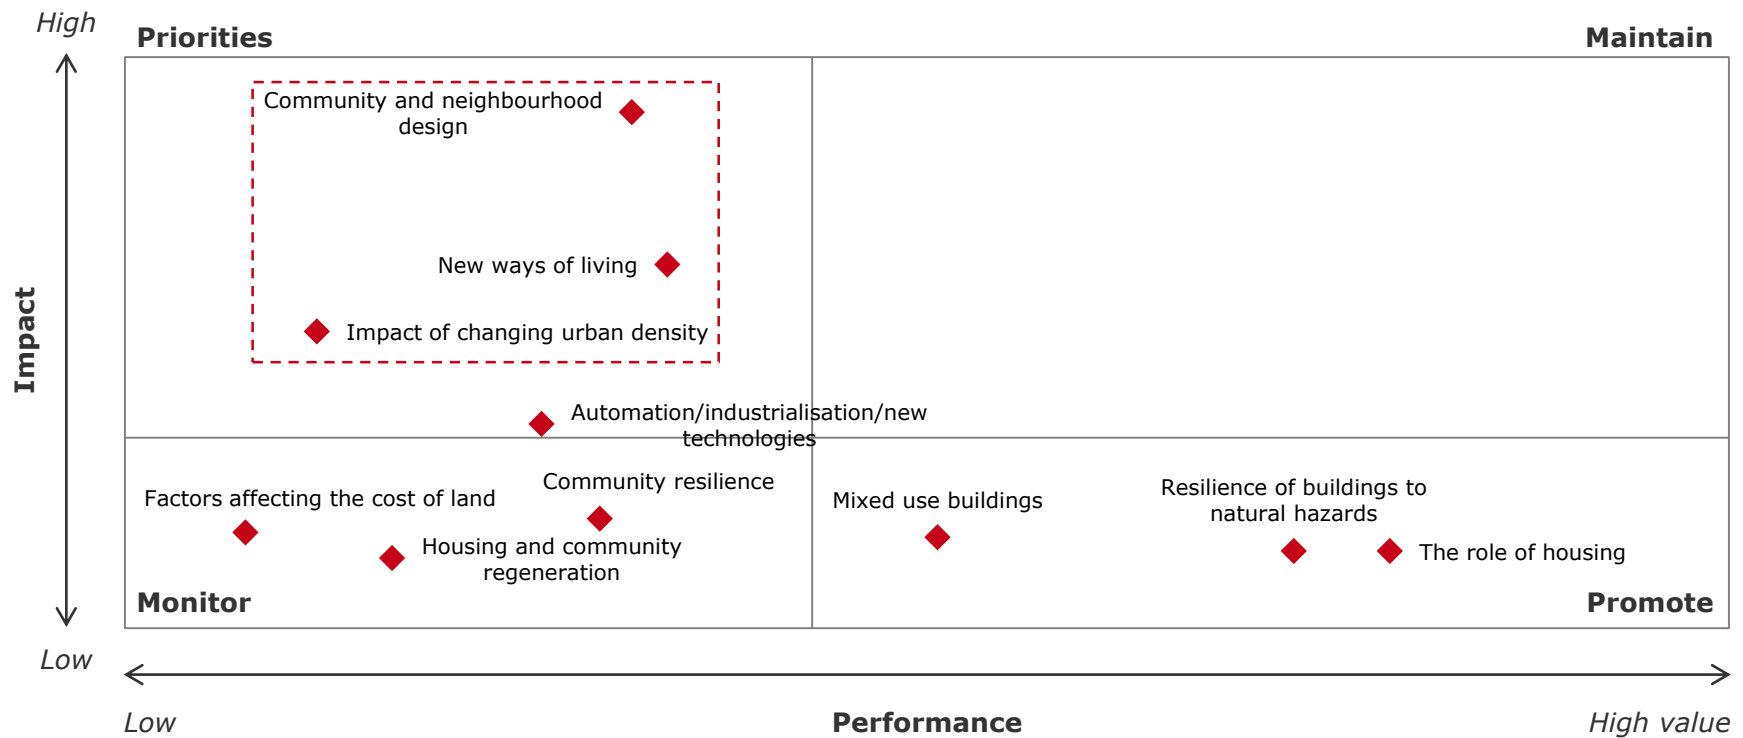 High
Priorities
Maintain
Community and neighbourhood
design
New ways of living
Impact of changing urban density
Impact
Automation/industrialisation/new
technologies
Community resilience
Factors affecting the cost of land
Mixed use buildings
Resilience of buildings to
natural hazards
Housing and community
regeneration
The role of housing
Monitor
Promote
Low
Low
Performance
High value